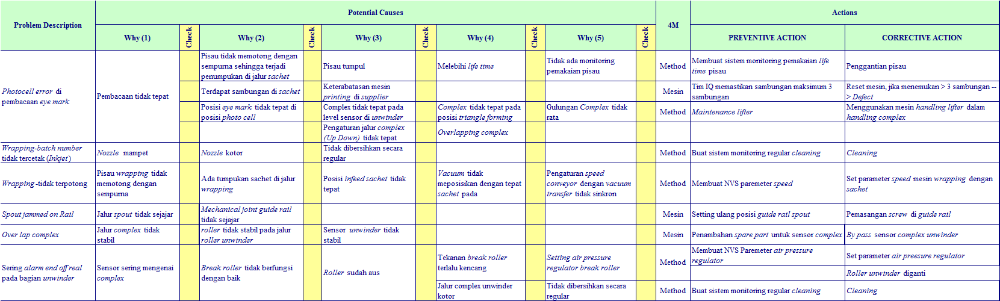 Problem Description
Potential Causes
4M
Actions
Why (1)
Check
Why (2)
Check
Why (3)
Check
Why (4)
Check
Why (5)
Check
PREVENTIVE ACTION
CORRECTIVE ACTION
Photocell error di
pembacaan eye mark
Pembacaan tidak tepat
Pisau tidak memotong dengan
sempurna sehingga terjadi
penumpukan di jalur sachet
Pisau tumpul
Melebihi life time
Tidak ada monitoring
pemakaian pisau
Method
Membuat sistem monitoring pemakaian life
time pisau
Penggantian pisau
Terdapat sambungan di sachet
Keterabatasan mesin
printing di supplier
Mesin
Tim IQ memastikan sambungan maksimum 3
sambungan
Reset mesin, jika menemukan > 3 sambungan --
> Defect
Posisi eye mark tidak tepat di
posisi photo cell
Complex tidak tepat pada
level sensor di unwinder
Complex tidak tepat pada
posisi triangle forming
Gulungan Complex tidak
rata
Method
Maintenance lifter
Menggunakan mesin handling lifter dalam
handling complex
Pengaturan jalur complex
(Up Down) tidak tepat
Overlapping complex
Wrapping-batch number
tidak tercetak (Inkjet)
Nozzle mampet
Nozzle kotor
Tidak dibersihkan secara
regular
Method
Buat sistem monitoring regular cleaning
Cleaning
Wrapping-tidak terpotong
Pisau wrapping tidak
memotong dengan
sempurna
Ada tumpukan sachet di jalur
wrapping
Posisi infeed sachet tidak
tepat
Vacuum tidak
meposisikan dengan tepat
sachet pada
Pengaturan speed
conveyor dengan vacuum
transfer tidak sinkron
Method
Membuat NVS paremeter speed
Set parameter speed mesin wrapping dengan
sachet
Spout jammed on Rail
Jalur spout tidak sejajar
Mechanical joint guide rail
tidak sejajar
Mesin
Setting ulang posisi guide rail spout
Pemasangan screw di guide rail
Over lap complex
Jalur complex tidak
stabil
roller tidak stabil pada jalur
roller unwinder
Sensor unwinder tidak
stabil
Mesin
Penambahan spare part untuk sensor complex
By pass sensor complex unwinder
Sering alarm end off real
pada bagian unwinder
Sensor sering mengenai
complex
Break roller tidak berfungsi
dengan baik
Roller sudah aus
Tekanan break roller
terlalu kencang
Setting air pressure
regulator break roller
Method
Membuat NVS Paremeter air pressure
regulator
Set parameter air preesure regulator
Roller unwinder diganti
Jalur complex unwinder
kotor
Tidak dibersihkan secara
regular
Method
Buat sistem monitoring regular cleaning
Cleaning